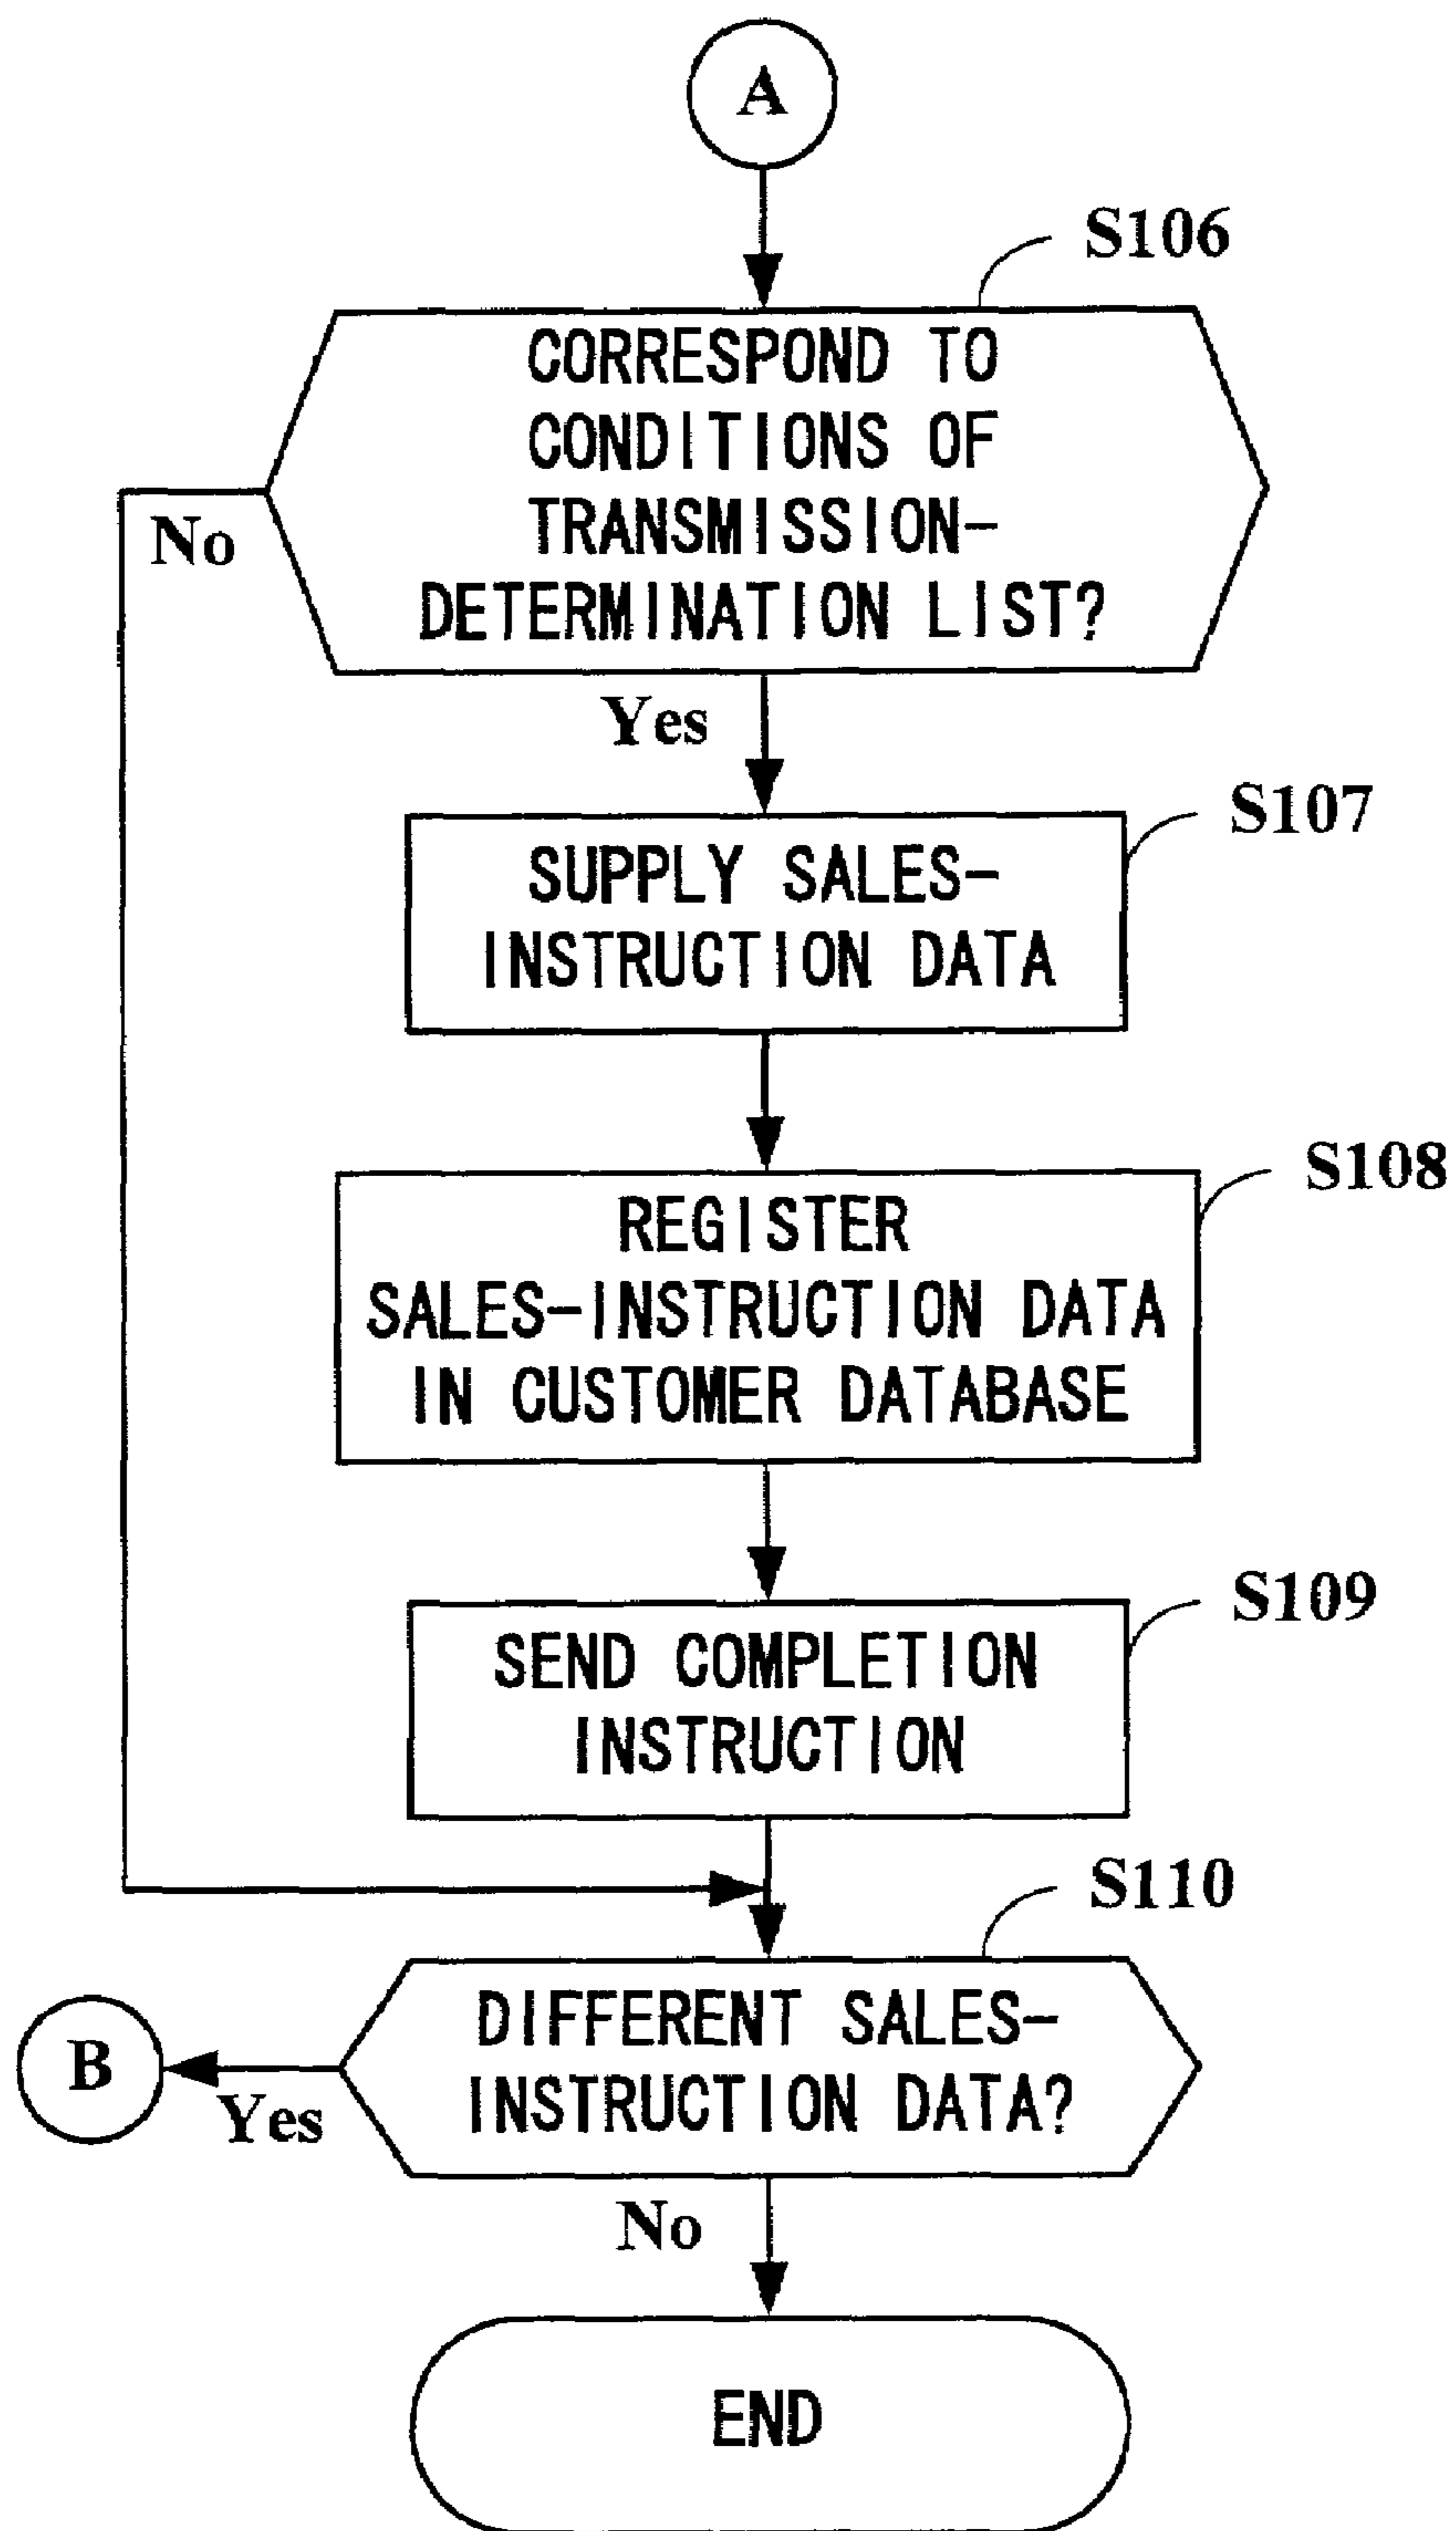 A
S106
CORRESPOND TO
CONDITIONS OF
TRANSMISSION-
DETERMINATION LIST?
No
Yes
S107
SUPPLY SALES-
INSTRUCTION DATA
S108
REGISTER
SALES-INSTRUCTION DATA
IN CUSTOMER DATABASE
S109
SEND COMPLETION
INSTRUCTION
S110
DIFFERENT SALES-
INSTRUCTION DATA?
B
Yes
No
END